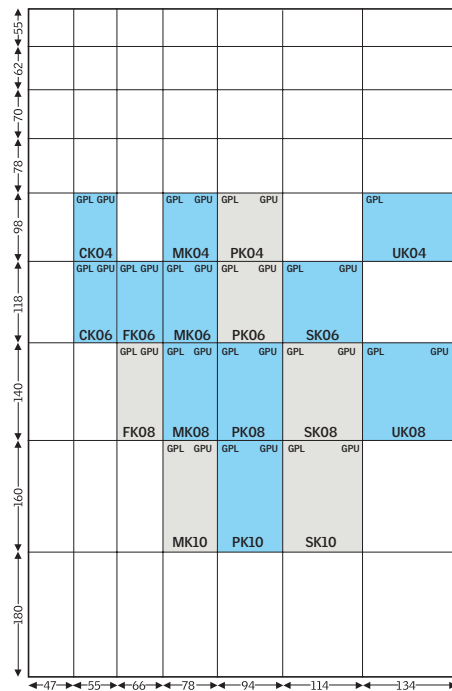 55
62
70
78
98
GPL GPU GPL GPU GPL GPU GPL
CK04 MK04 PK04 UK04
118
GPL GPU GPL GPU GPL GPU GPL GPU GPL GPU
CK06 FK06 MK06 PK06 SK06
140
GPL GPU GPL GPU GPL GPU GPL GPU GPL GPU
FK08 MK08 PK08 SK08 UK08
160
GPL GPU GPL GPU GPL GPU
MK10 PK10 SK10
180
47 55 66 78 94 114 134